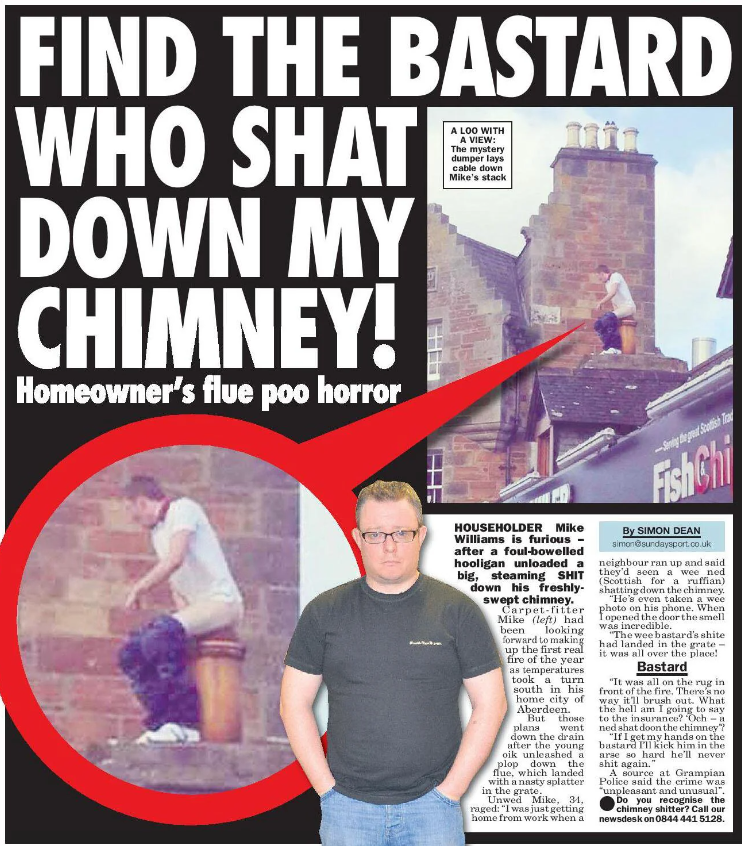 FIND THE BASTARD
WHO SHAT
DOWN MY
CHIMNEY!
Homeowner's flue poo horror
A LOO WITH
A VIEW:
The mystery
dumper lays
cable down
Mike's stack
Serving the great Scottish Trad
FishChi
HOUSEHOLDER Mike
Williams is furious –
after a foul-bowelled
hooligan unloaded a
big, steaming SHIT
down his freshly-
swept chimney.
Carpet-fitter
Mike (left) had
been looking
forward to making
up the first real
fire of the year
as temperatures
took a turn
south in his
home city of
Aberdeen.
But those
plans went
down the drain
after the young
oik unleashed a
plop down the
flue, which landed
with a nasty splatter
in the grate.
Unwed Mike, 34,
raged: "I was just getting
home from work when a
By SIMON DEAN
simon@sundaysport.co.uk
neighbour ran up and said
they'd seen a wee ned
(Scottish for a ruffian)
shatting down the chimney.
"He's even taken a wee
photo on his phone. When
I opened the door the smell
was incredible.
"The wee bastard's shite
had landed in the grate –
it was all over the place!
Bastard
"It was all on the rug in
front of the fire. There's no
way it'll brush out. What
the hell am I going to say
to the insurance? 'Och – a
ned shat doon the chimney'?
"If I get my hands on the
bastard I'll kick him in the
arse so hard he'll never
shit again."
A source at Grampian
Police said the crime was
"unpleasant and unusual".
Do you recognise the
chimney shitter? Call our
newsdesk on 0844 441 5128.